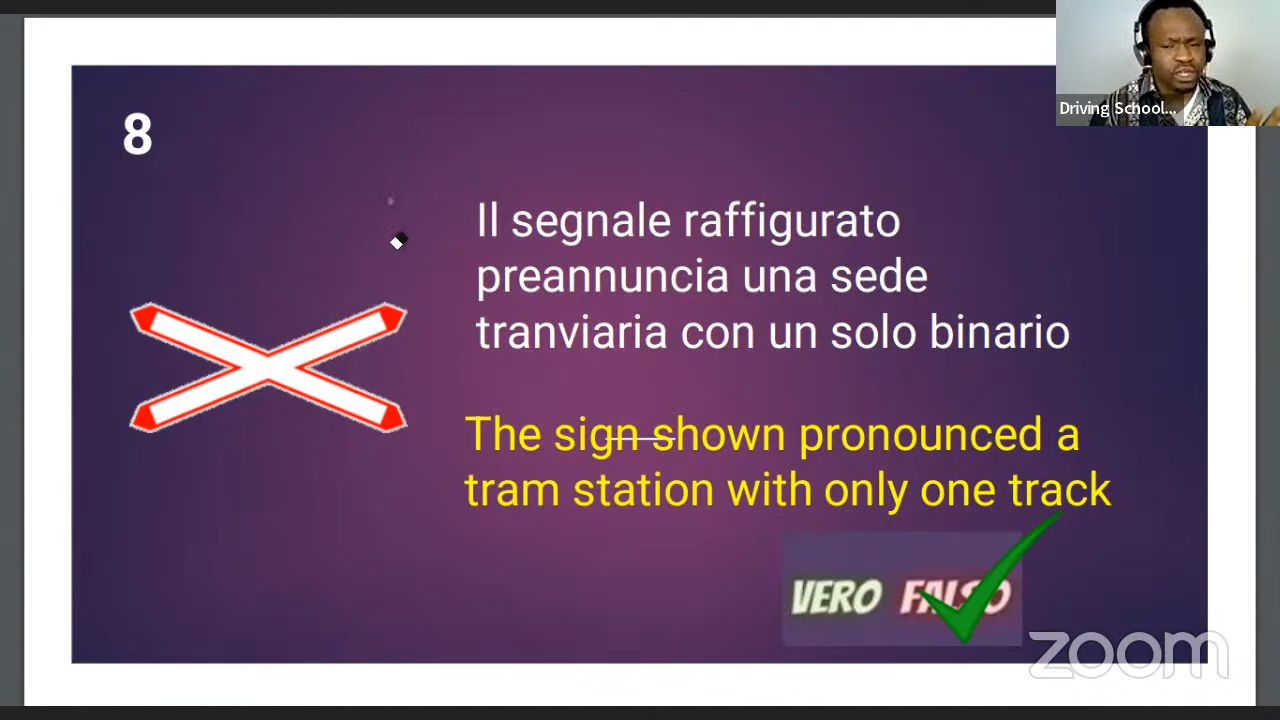 Driving School...
8
Il segnale raffigurato
preannuncia una sede
tranviaria con un solo binario
The sign shown pronounced a
tram station with only one track
VERO FALSO
zoom